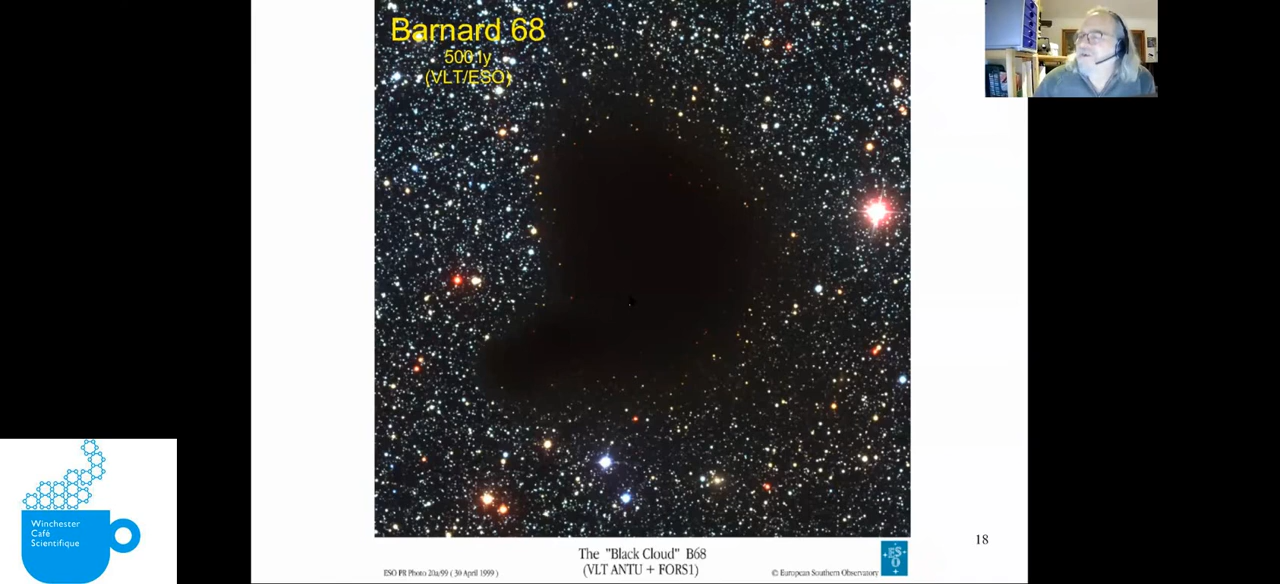 Barnard 68
500 ly
(VLT/ESO)
18
The "Black Cloud" B68
(VLT ANTU + FORS1)
ESO PR Photo 20a/99 ( 30 April 1999 )
© European Southern Observatory
ESO
Winchester
Café
Scientifique